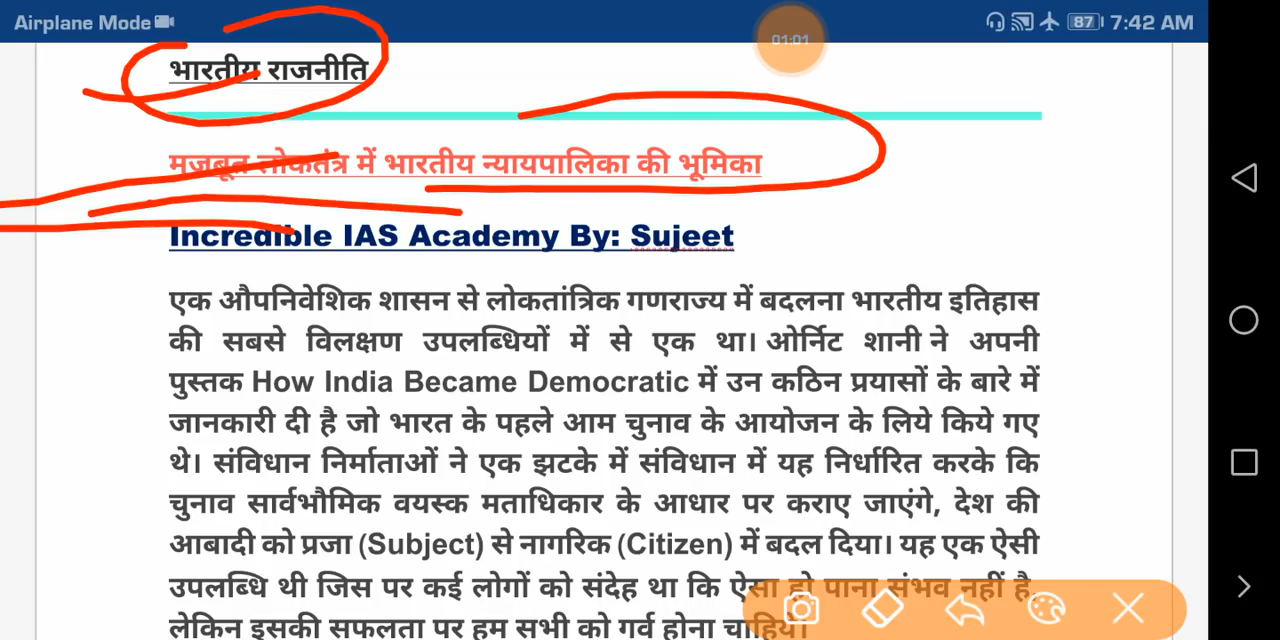 Airplane Mode 87 7:42 AM
01:01
भारतीय राजनीति
मजबूत लोकतंत्र में भारतीय न्यायपालिका की भूमिका
Incredible IAS Academy By: Sujeet
एक औपनिवेशिक शासन से लोकतांत्रिक गणराज्य में बदलना भारतीय इतिहास
की सबसे विलक्षण उपलब्धियों में से एक था। ओर्निट शानी ने अपनी
पुस्तक How India Became Democratic में उन कठिन प्रयासों के बारे में
जानकारी दी है जो भारत के पहले आम चुनाव के आयोजन के लिये किये गए
थे। संविधान निर्माताओं ने एक झटके में संविधान में यह निर्धारित करके कि
चुनाव सार्वभौमिक वयस्क मताधिकार के आधार पर कराए जाएंगे, देश की
आबादी को प्रजा (Subject) से नागरिक (Citizen) में बदल दिया। यह एक ऐसी
उपलब्धि थी जिस पर कई लोगों को संदेह था कि ऐसा हो पाना संभव नहीं है,
लेकिन इसकी सफलता पर हम सभी को गर्व होना चाहिये।